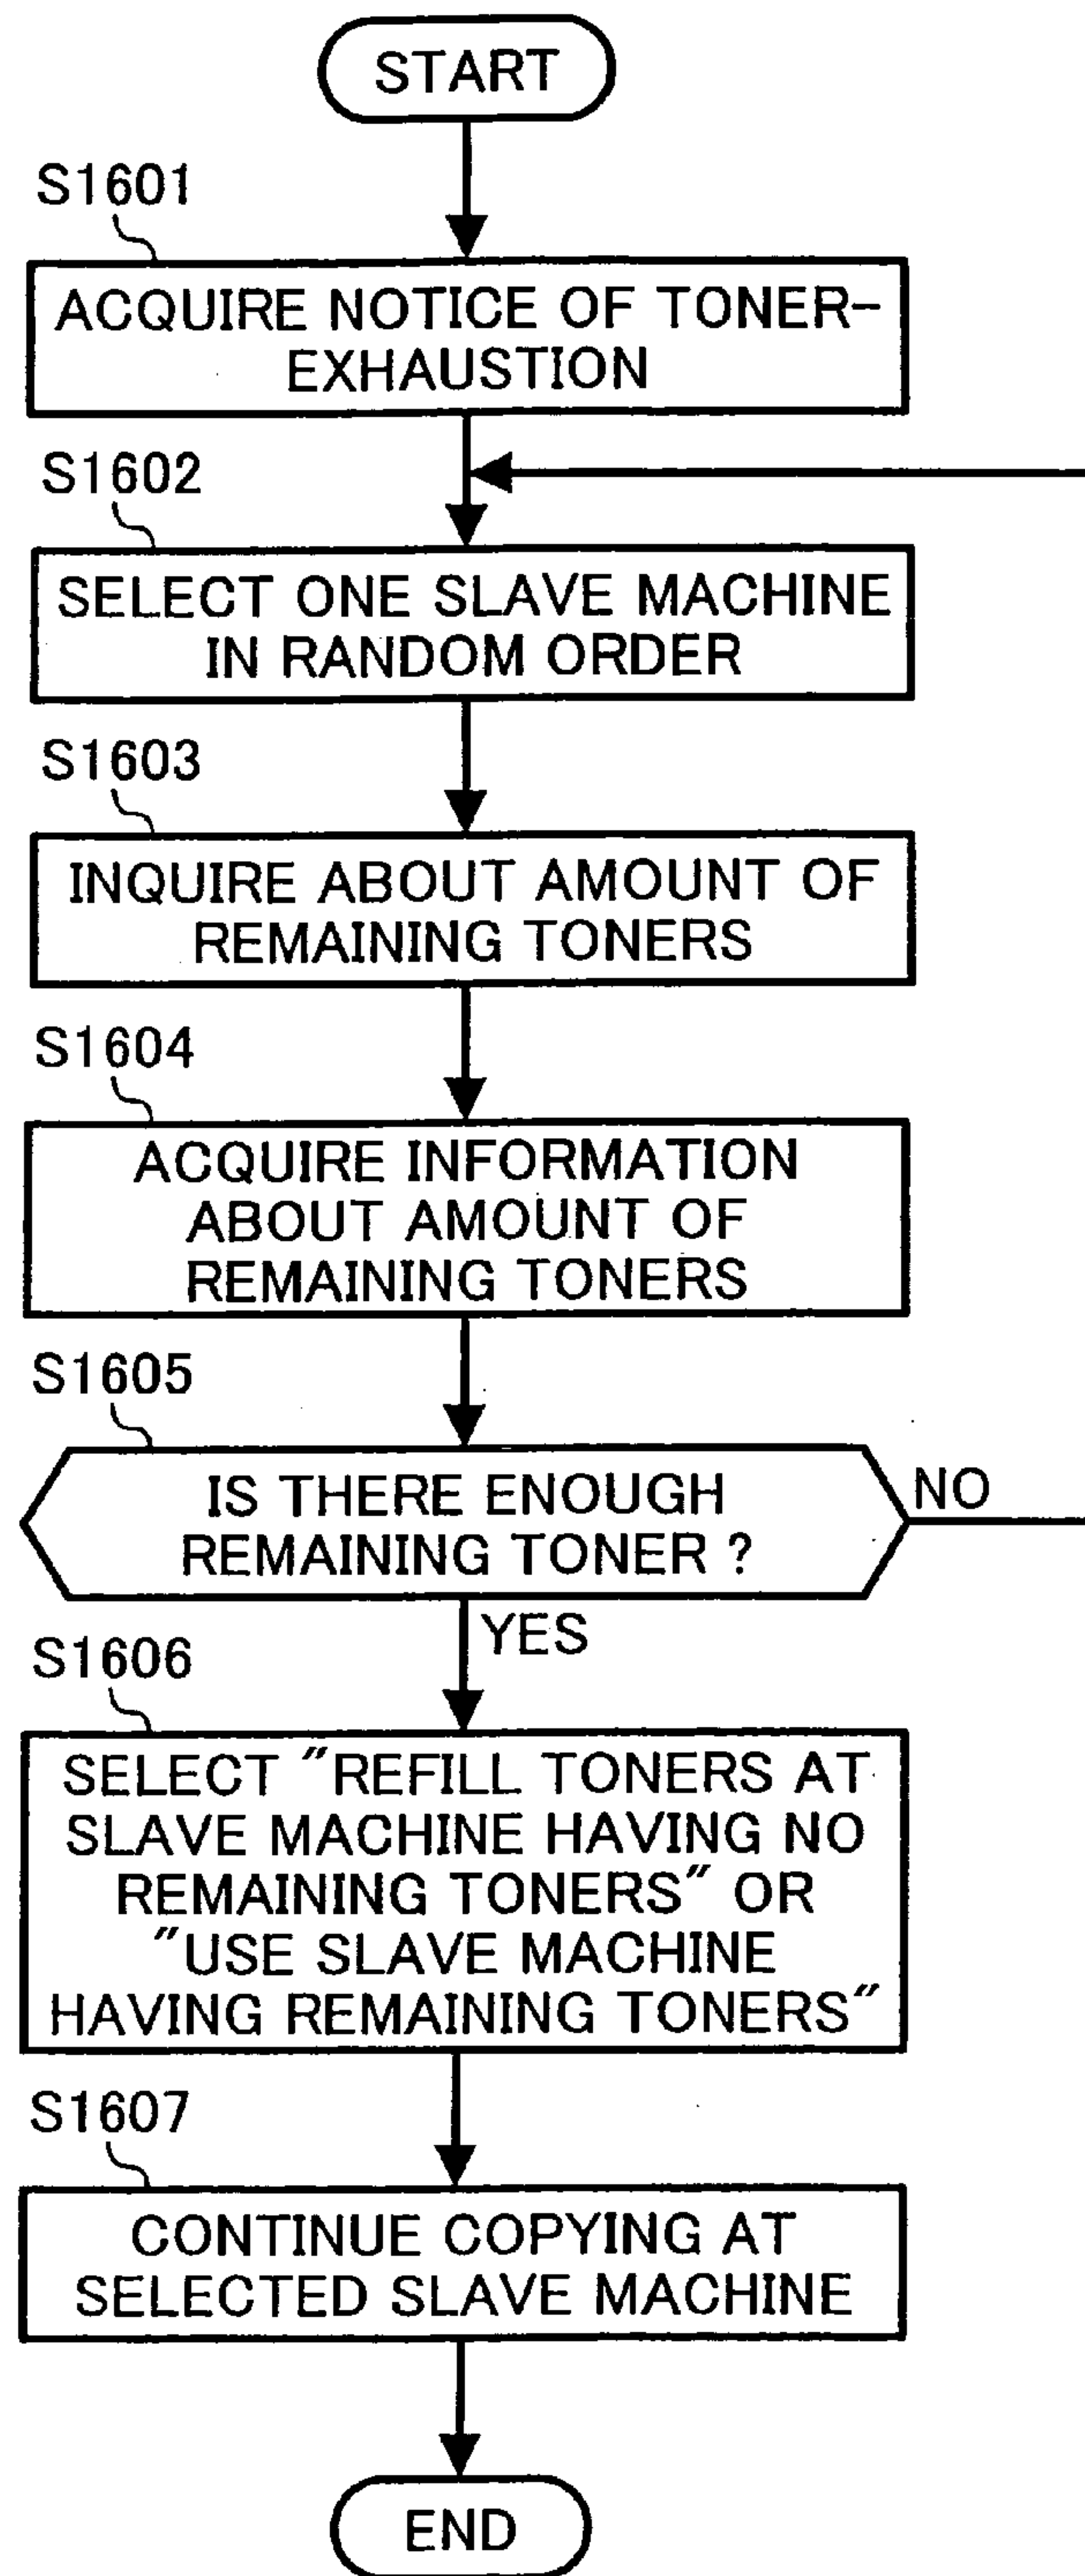 START
S1601
ACQUIRE NOTICE OF TONER-
EXHAUSTION
S1602
SELECT ONE SLAVE MACHINE
IN RANDOM ORDER
S1603
INQUIRE ABOUT AMOUNT OF
REMAINING TONERS
S1604
ACQUIRE INFORMATION
ABOUT AMOUNT OF
REMAINING TONERS
S1605
IS THERE ENOUGH
REMAINING TONER ?
NO
YES
S1606
SELECT "REFILL TONERS AT
SLAVE MACHINE HAVING NO
REMAINING TONERS" OR
"USE SLAVE MACHINE
HAVING REMAINING TONERS"
S1607
CONTINUE COPYING AT
SELECTED SLAVE MACHINE
END